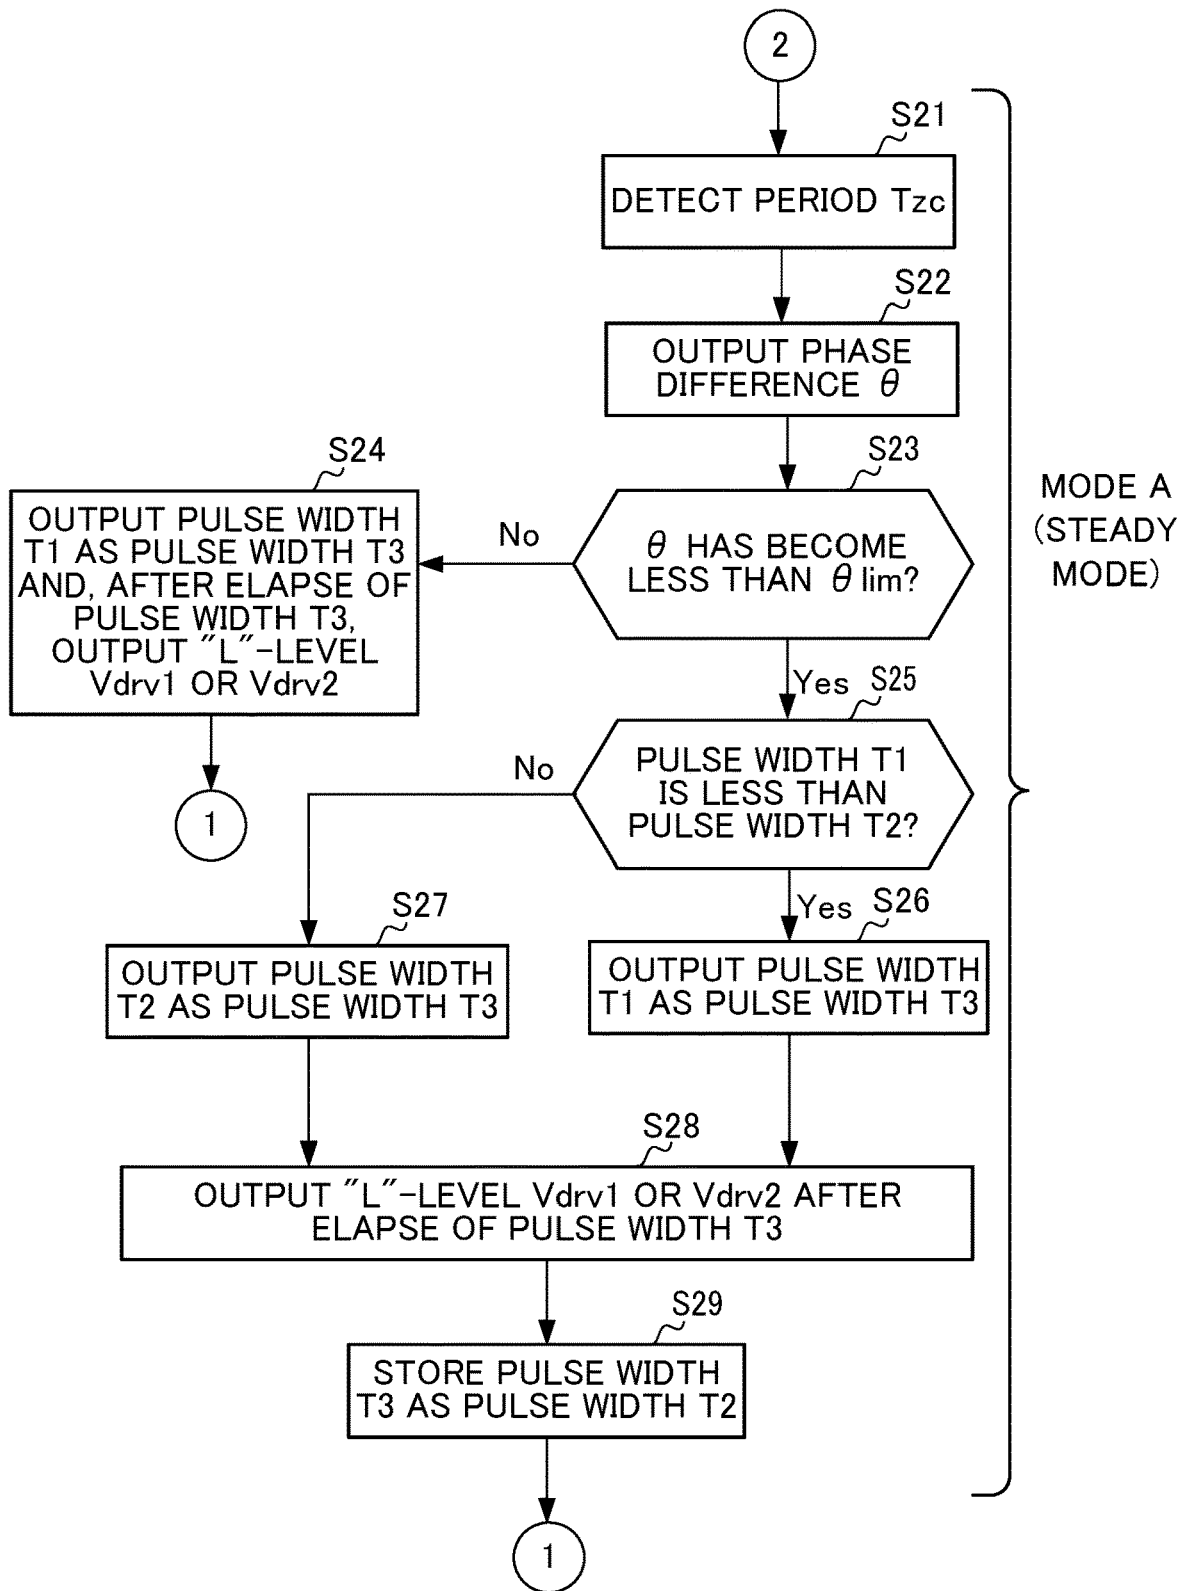 2
S21
DETECT PERIOD Tzc
S22
OUTPUT PHASE
DIFFERENCE θ
S23
θ HAS BECOME
LESS THAN θ lim?
No
S24
OUTPUT PULSE WIDTH
T1 AS PULSE WIDTH T3
AND, AFTER ELAPSE OF
PULSE WIDTH T3,
OUTPUT "L"-LEVEL
Vdrv1 OR Vdrv2
1
Yes
S25
PULSE WIDTH T1
IS LESS THAN
PULSE WIDTH T2?
No
Yes
S27
OUTPUT PULSE WIDTH
T2 AS PULSE WIDTH T3
S26
OUTPUT PULSE WIDTH
T1 AS PULSE WIDTH T3
S28
OUTPUT "L"-LEVEL Vdrv1 OR Vdrv2 AFTER
ELAPSE OF PULSE WIDTH T3
S29
STORE PULSE WIDTH
T3 AS PULSE WIDTH T2
1
MODE A
(STEADY
MODE)